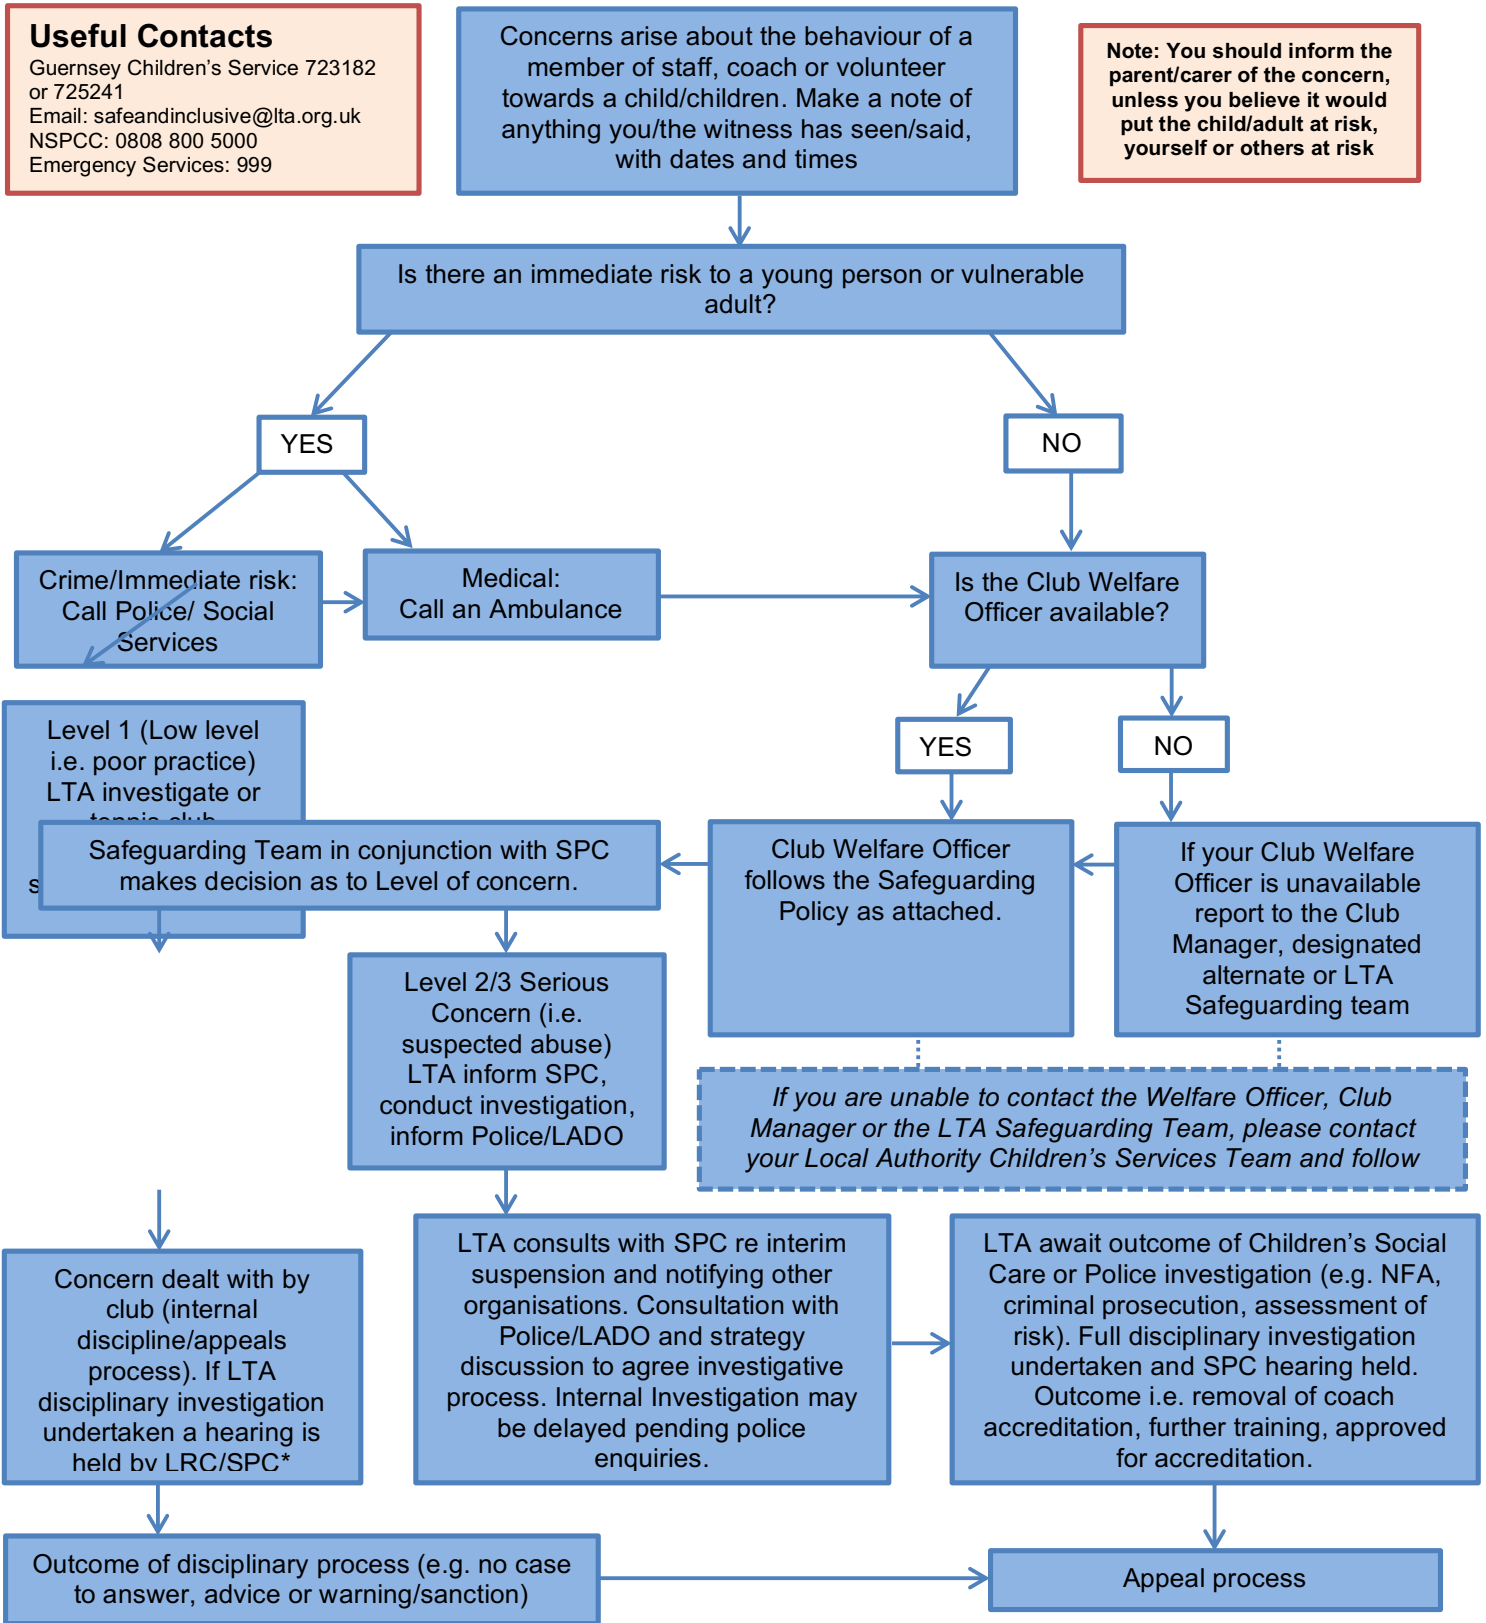 Useful Contacts
Guernsey Children's Service 723182
or 725241
Email: safeandinclusive@lta.org.uk
NSPCC: 0808 800 5000
Emergency Services: 999
Concerns arise about the behaviour of a
member of staff, coach or volunteer
towards a child/children. Make a note of
anything you/the witness has seen/said,
with dates and times
Note: You should inform the
parent/carer of the concern,
unless you believe it would
put the child/adult at risk,
yourself or others at risk
Is there an immediate risk to a young person or vulnerable
adult?
YES
NO
Crime/Immediate risk:
Call Police/ Social
Services
Medical:
Call an Ambulance
Is the Club Welfare
Officer available?
YES
NO
Level 1 (Low level
i.e. poor practice)
LTA investigate or
tennis club
s
Safeguarding Team in conjunction with SPC
makes decision as to Level of concern.
Club Welfare Officer
follows the Safeguarding
Policy as attached.
If your Club Welfare
Officer is unavailable
report to the Club
Manager, designated
alternate or LTA
Safeguarding team
Level 2/3 Serious
Concern (i.e.
suspected abuse)
LTA inform SPC,
conduct investigation,
inform Police/LADO
If you are unable to contact the Welfare Officer, Club
Manager or the LTA Safeguarding Team, please contact
your Local Authority Children's Services Team and follow
Concern dealt with by
club (internal
discipline/appeals
process). If LTA
disciplinary investigation
undertaken a hearing is
held by LRC/SPC*
LTA consults with SPC re interim
suspension and notifying other
organisations. Consultation with
Police/LADO and strategy
discussion to agree investigative
process. Internal Investigation may
be delayed pending police
enquiries.
LTA await outcome of Children's Social
Care or Police investigation (e.g. NFA,
criminal prosecution, assessment of
risk). Full disciplinary investigation
undertaken and SPC hearing held.
Outcome i.e. removal of coach
accreditation, further training, approved
for accreditation.
Outcome of disciplinary process (e.g. no case
to answer, advice or warning/sanction)
Appeal process